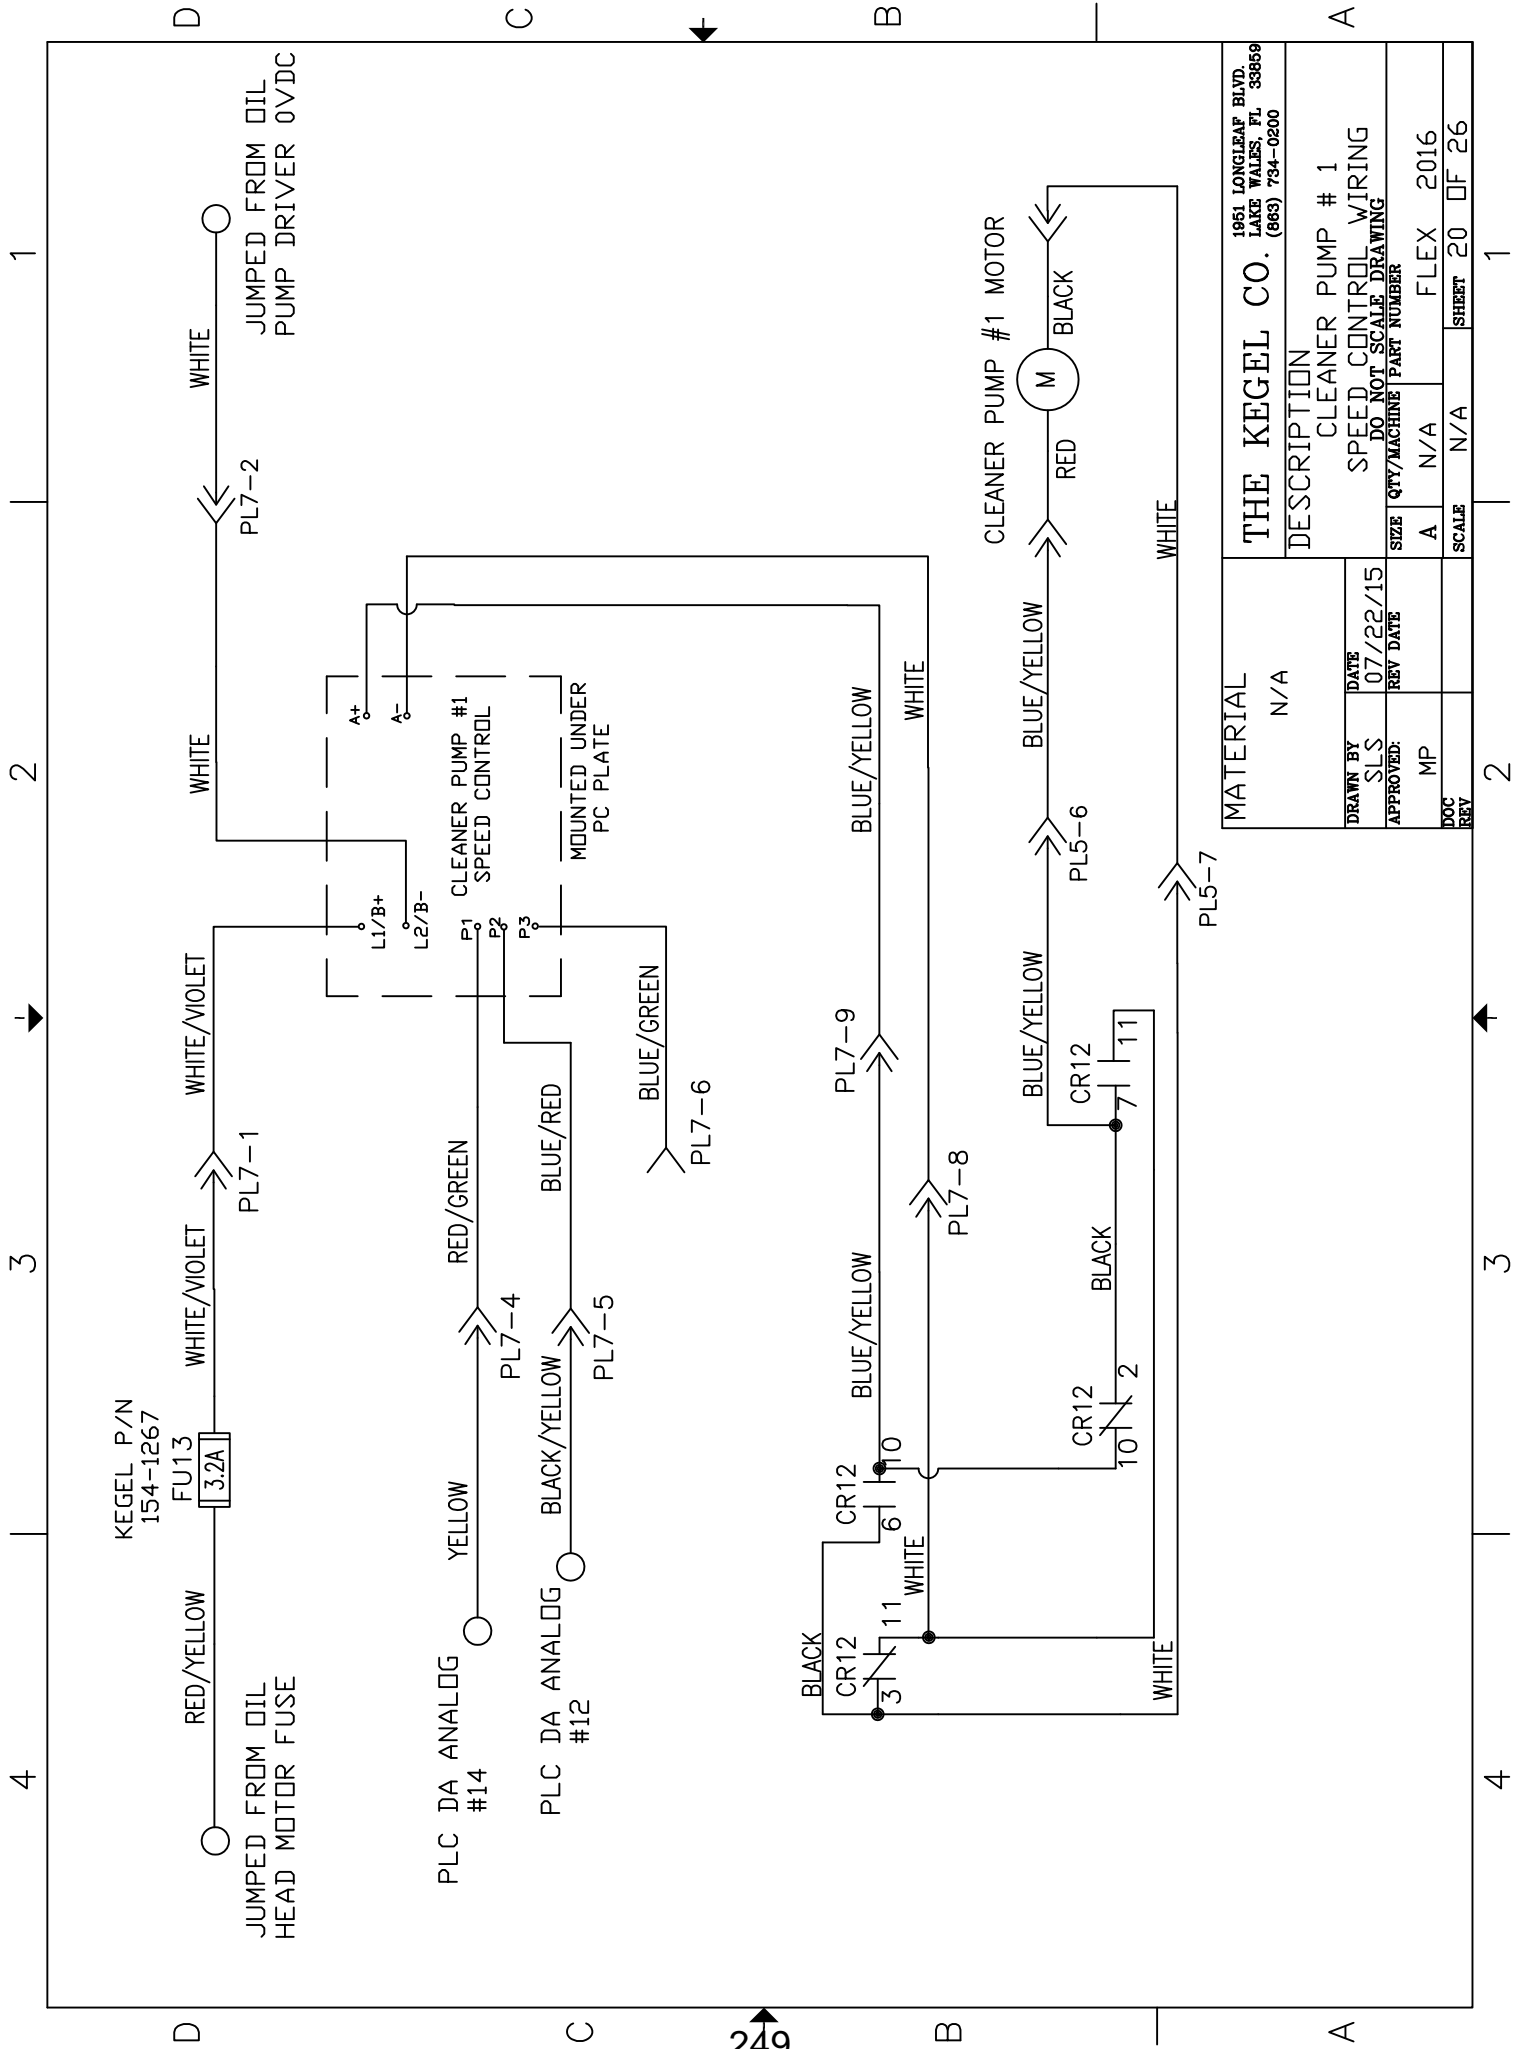 4
3
2
1
D
D
KEGEL P/N
154-1267
FU13
3.2A
RED/YELLOW
WHITE/VIOLET
WHITE/VIOLET
WHITE
WHITE
JUMPED FROM OIL
HEAD MOTOR FUSE
PL7-1
PL7-2
JUMPED FROM OIL
PUMP DRIVER 0VDC
L1/B+
L2/B-
P1
P2
P3
A+
A-
CLEANER PUMP #1
SPEED CONTROL
MOUNTED UNDER
PC PLATE
C
C
PLC DA ANALOG
#14
YELLOW
PL7-4
RED/GREEN
PLC DA ANALOG
#12
BLACK/YELLOW
PL7-5
BLUE/RED
BLUE/GREEN
PL7-6
249
B
B
BLACK
CR12
3
11
CR12
6
10
WHITE
BLUE/YELLOW
PL7-9
BLUE/YELLOW
PL7-8
WHITE
CLEANER PUMP #1 MOTOR
BLUE/YELLOW
BLUE/YELLOW
RED
M
BLACK
PL5-6
CR12
10
2
BLACK
CR12
7
11
WHITE
PL5-7
WHITE
A
A
MATERIAL
N/A
DRAWN BY
SLS
DATE
07/22/15
APPROVED:
MP
REV DATE
DOC
REV
THE KEGEL CO.
1951 LONGLEAF BLVD.
LAKE WALES, FL 33859
(863) 734-0200
DESCRIPTION
CLEANER PUMP # 1
SPEED CONTROL WIRING
DO NOT SCALE DRAWING
SIZE
A
QTY/MACHINE
N/A
PART NUMBER
FLEX 2016
SCALE
N/A
SHEET 20 OF 26
4
3
2
1